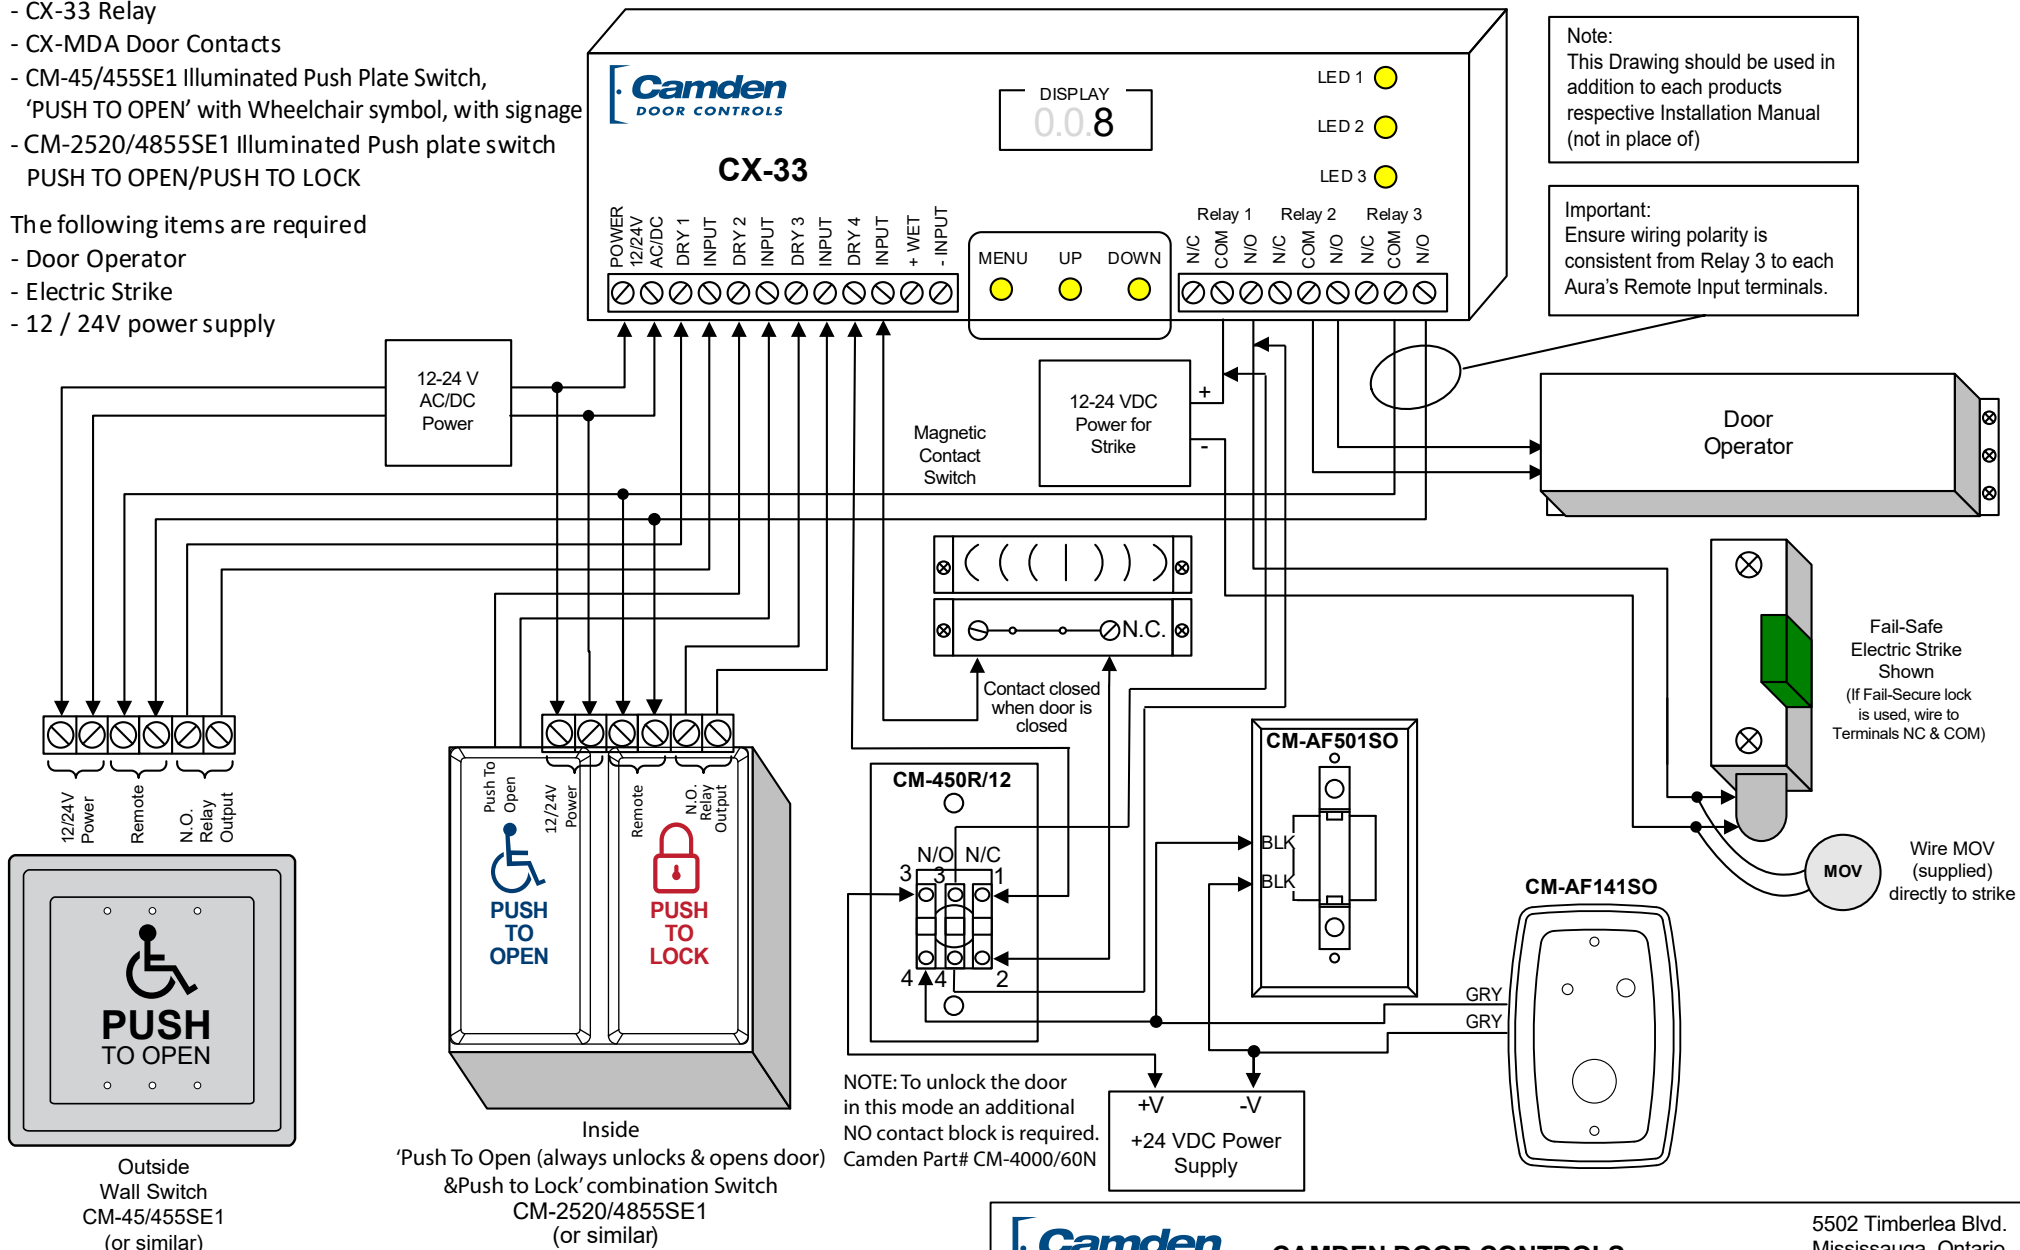 - CX-33 Relay
- CX-MDA Door Contacts
- CM-45/455SE1 Illuminated Push Plate Switch,
'PUSH TO OPEN' with Wheelchair symbol, with signage
- CM-2520/4855SE1 Illuminated Push plate switch
PUSH TO OPEN/PUSH TO LOCK
The following items are required
- Door Operator
- Electric Strike
- 12 / 24V power supply
Camden
DOOR CONTROLS
CX-33
DISPLAY
0.0.8
LED 1
LED 2
LED 3
POWER
12/24V
AC/DC
DRY 1
INPUT
DRY 2
INPUT
DRY 3
INPUT
DRY 4
INPUT
+ WET
- INPUT
MENU
UP
DOWN
Relay 1
Relay 2
Relay 3
N/C
COM
N/O
N/C
COM
N/O
N/C
COM
N/O
Note:
This Drawing should be used in
addition to each products
respective Installation Manual
(not in place of)
Important:
Ensure wiring polarity is
consistent from Relay 3 to each
Aura's Remote Input terminals.
12-24 V
AC/DC
Power
12-24 VDC
Power for
Strike
+
-
Magnetic
Contact
Switch
Door
Operator
N.C.
Contact closed
when door is
closed
Fail-Safe
Electric Strike
Shown
(If Fail-Secure lock
is used, wire to
Terminals NC & COM)
MOV
Wire MOV
(supplied)
directly to strike
12/24V
Power
Remote
N.O.
Relay
Output
PUSH
TO OPEN
Outside
Wall Switch
CM-45/455SE1
(or similar)
Push To
Open
12/24V
Power
Remote
N.O.
Relay
Output
PUSH
TO
OPEN
PUSH
TO
LOCK
Inside
'Push To Open (always unlocks & opens door)
&Push to Lock' combination Switch
CM-2520/4855SE1
(or similar)
CM-450R/12
N/O
N/C
3
3
1
4
4
2
CM-AF501SO
BLK
BLK
CM-AF141SO
GRY
GRY
NOTE: To unlock the door
in this mode an additional
NO contact block is required.
Camden Part# CM-4000/60N
+V
-V
+24 VDC Power
Supply
Camden
CAMDEN DOOR CONTROLS
5502 Timberlea Blvd.
Mississauga, Ontario